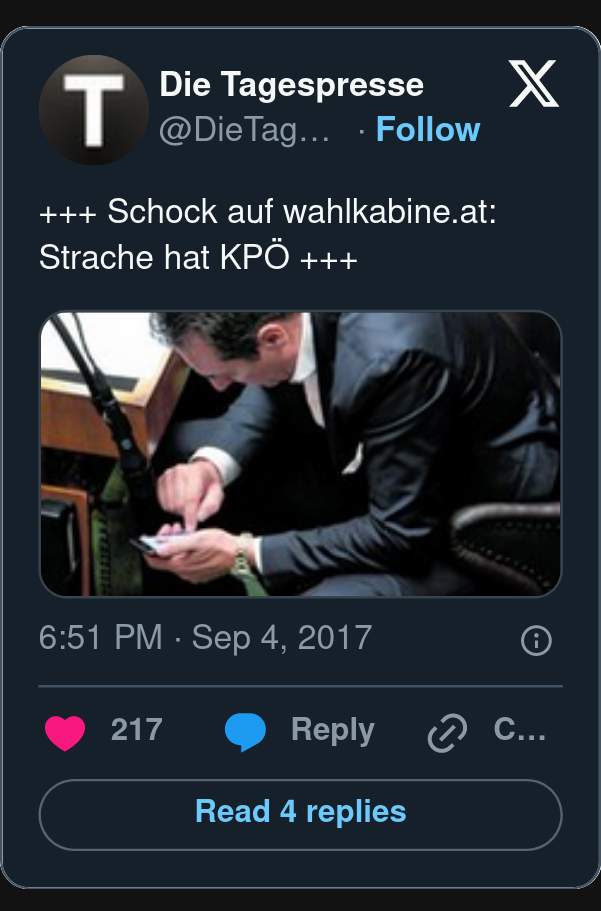 T
Die Tagespresse
@DieTag... · Follow
X
+++ Schock auf wahlkabine.at:
Strache hat KPÖ +++
6:51 PM · Sep 4, 2017
217 Reply C...
Read 4 replies